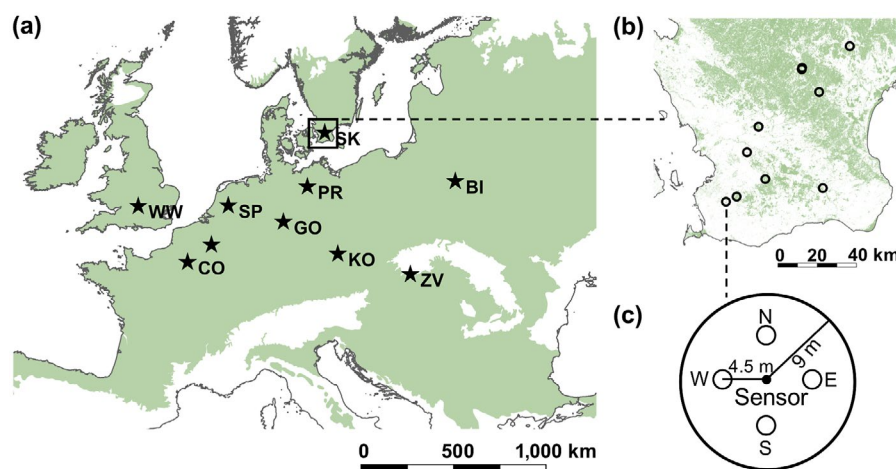 (a)
SK
BI
PR
WW
SP
GO
CO
KO
ZV
0 500 1,000 km
(b)
0 20 40 km
(c)
N
4.5 m
9 m
W
E
Sensor
S